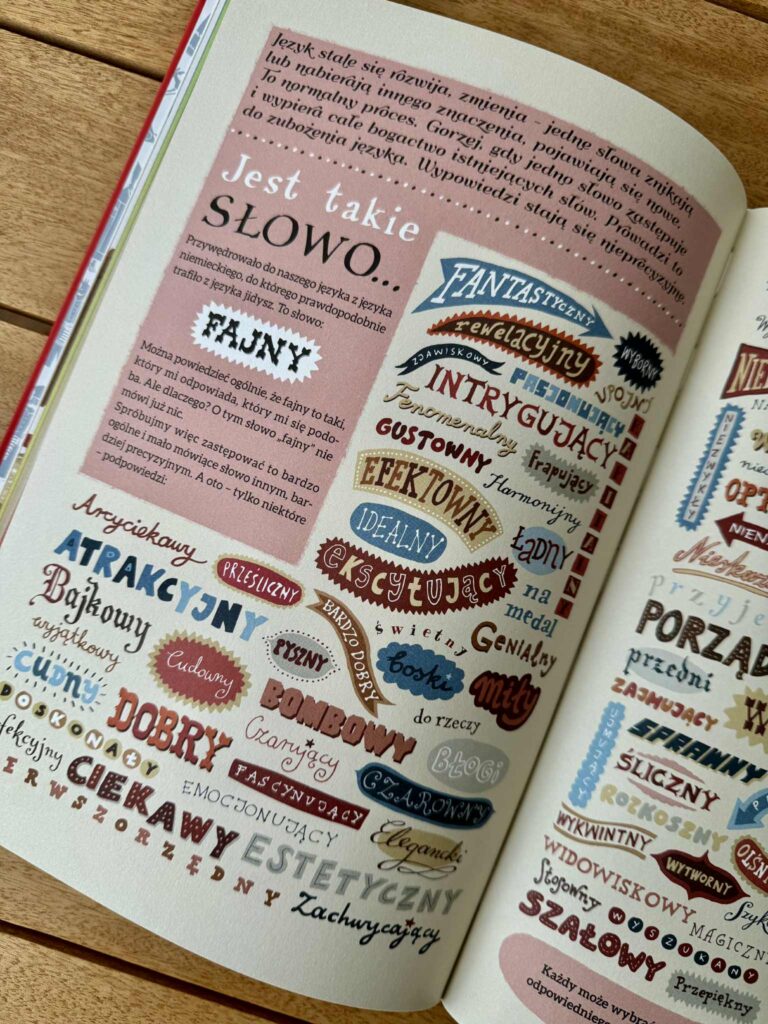 Język stale się rozwija, zmienia – jedne słowa znikają
lub nabierają innego znaczenia, pojawiają się nowe.
To normalny proces. Gorzej, gdy jedno słowo zastępuje
i wypiera całe bogactwo istniejących słów. Prowadzi to
do zubożenia języka. Wypowiedzi stają się nieprecyzyjne.
Jest takie
SŁOWO...
Przywędrowało do naszego języka z języka
niemieckiego, do którego prawdopodobnie
trafiło z języka jidysz. To słowo:
FAJNY
Można powiedzieć ogólnie, że fajny to taki,
który mi odpowiada, który mi się podo-
ba. Ale dlaczego? O tym słowo „fajny” nie
mówi już nic.
Spróbujmy więc zastępować to bardzo
ogólne i mało mówiące słowo innym, bar-
dziej precyzyjnym. A oto – tylko niektóre
– podpowiedzi:
FANTASTYCZNY
rewelacyjny
WYBORNY
ZJAWISKOWY
PASJONUJĄCY
UPOJNY
INTRYGUJĄCY
Fenomenalny
GUSTOWNY
frapujący
Harmonijny
EFEKTOWNY
IDEALNY
ŁADNY
eKSCYTUJĄCY
na
medal
Arcyciekawy
PRZEŚLICZNY
ATRAKCYJNY
BARDZO DOBRY
świetny
Genialny
Bajkowy
PYSZNY
boski
miły
wyjątkowy
Cudowny
CUDNY
BOMBOWY
do rzeczy
DOSKONAŁY
DOBRY
Czarujący
BŁOGI
FASCYNUJĄCY
CZAROWNY
CIEKAWY
EMOCJONUJĄCY
Elegancki
ESTETYCZNY
Zachwycający
NIEZWYKŁY
PORZĄD
przedni
ZAJMUJĄCY
UJMUJĄCY
SPRAWNY
ŚLICZNY
ROZKOSZNY
WYKWINTNY
WYTWORNY
WIDOWISKOWY
Stosowny
WYSZUKANY
MAGICZNY
SZAŁOWY
Przepiękny
Każdy może wybra
odpowiedniego